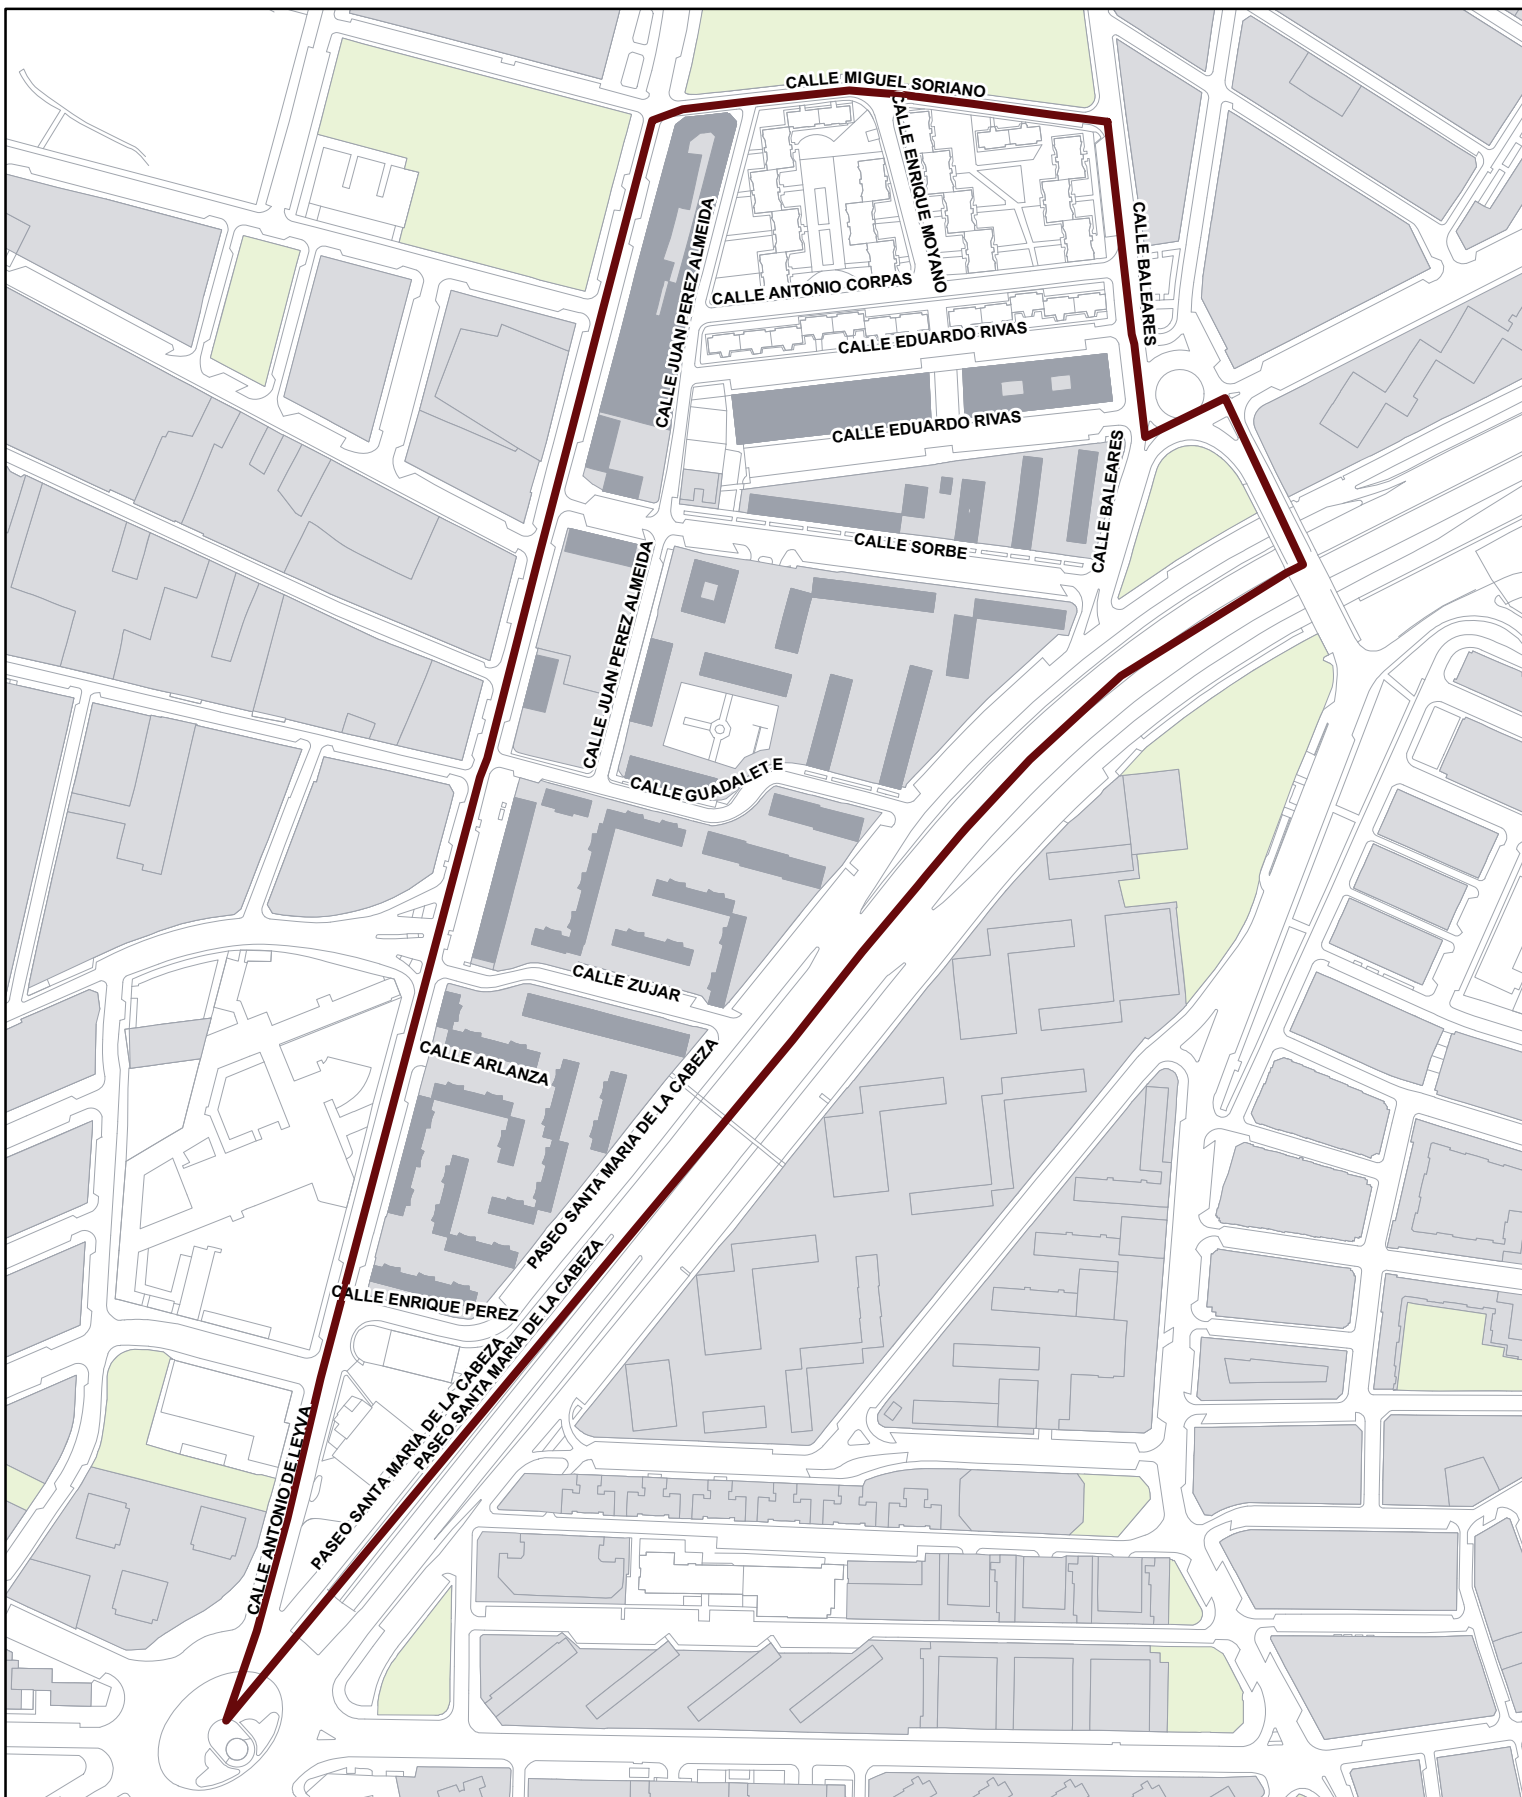 CALLE MIGUEL SORIANO
CALLE ENRIQUE MOYANO
CALLE JUAN PEREZ ALMEIDA
CALLE BALEARES
CALLE ANTONIO CORPAS
CALLE EDUARDO RIVAS
CALLE EDUARDO RIVAS
CALLE BALEARES
CALLE SORBE
CALLE JUAN PEREZ ALMEIDA
CALLE GUADALETE
CALLE ZUJAR
CALLE ARLANZA
PASEO SANTA MARIA DE LA CABEZA
PASEO SANTA MARIA DE LA CABEZA
CALLE ENRIQUE PEREZ
PASEO SANTA MARIA DE LA CABEZA
CALLE ANTONIO DE LEYVA